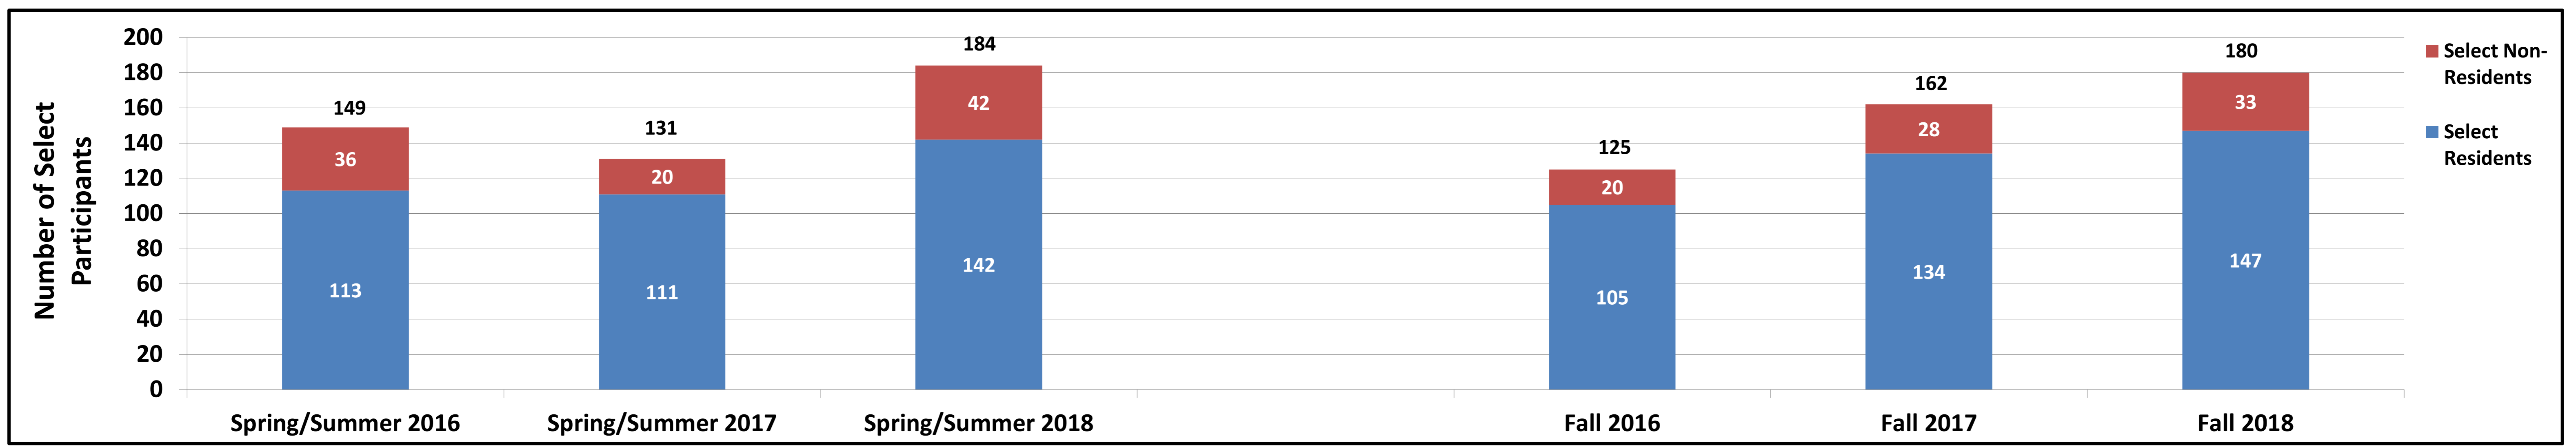 Number of Select
Participants
200
180
160
140
120
100
80
60
40
20
0
149
36
113
131
20
111
184
42
142
125
20
105
162
28
134
180
33
147
Spring/Summer 2016
Spring/Summer 2017
Spring/Summer 2018
Fall 2016
Fall 2017
Fall 2018
Select Non-
Residents
Select
Residents